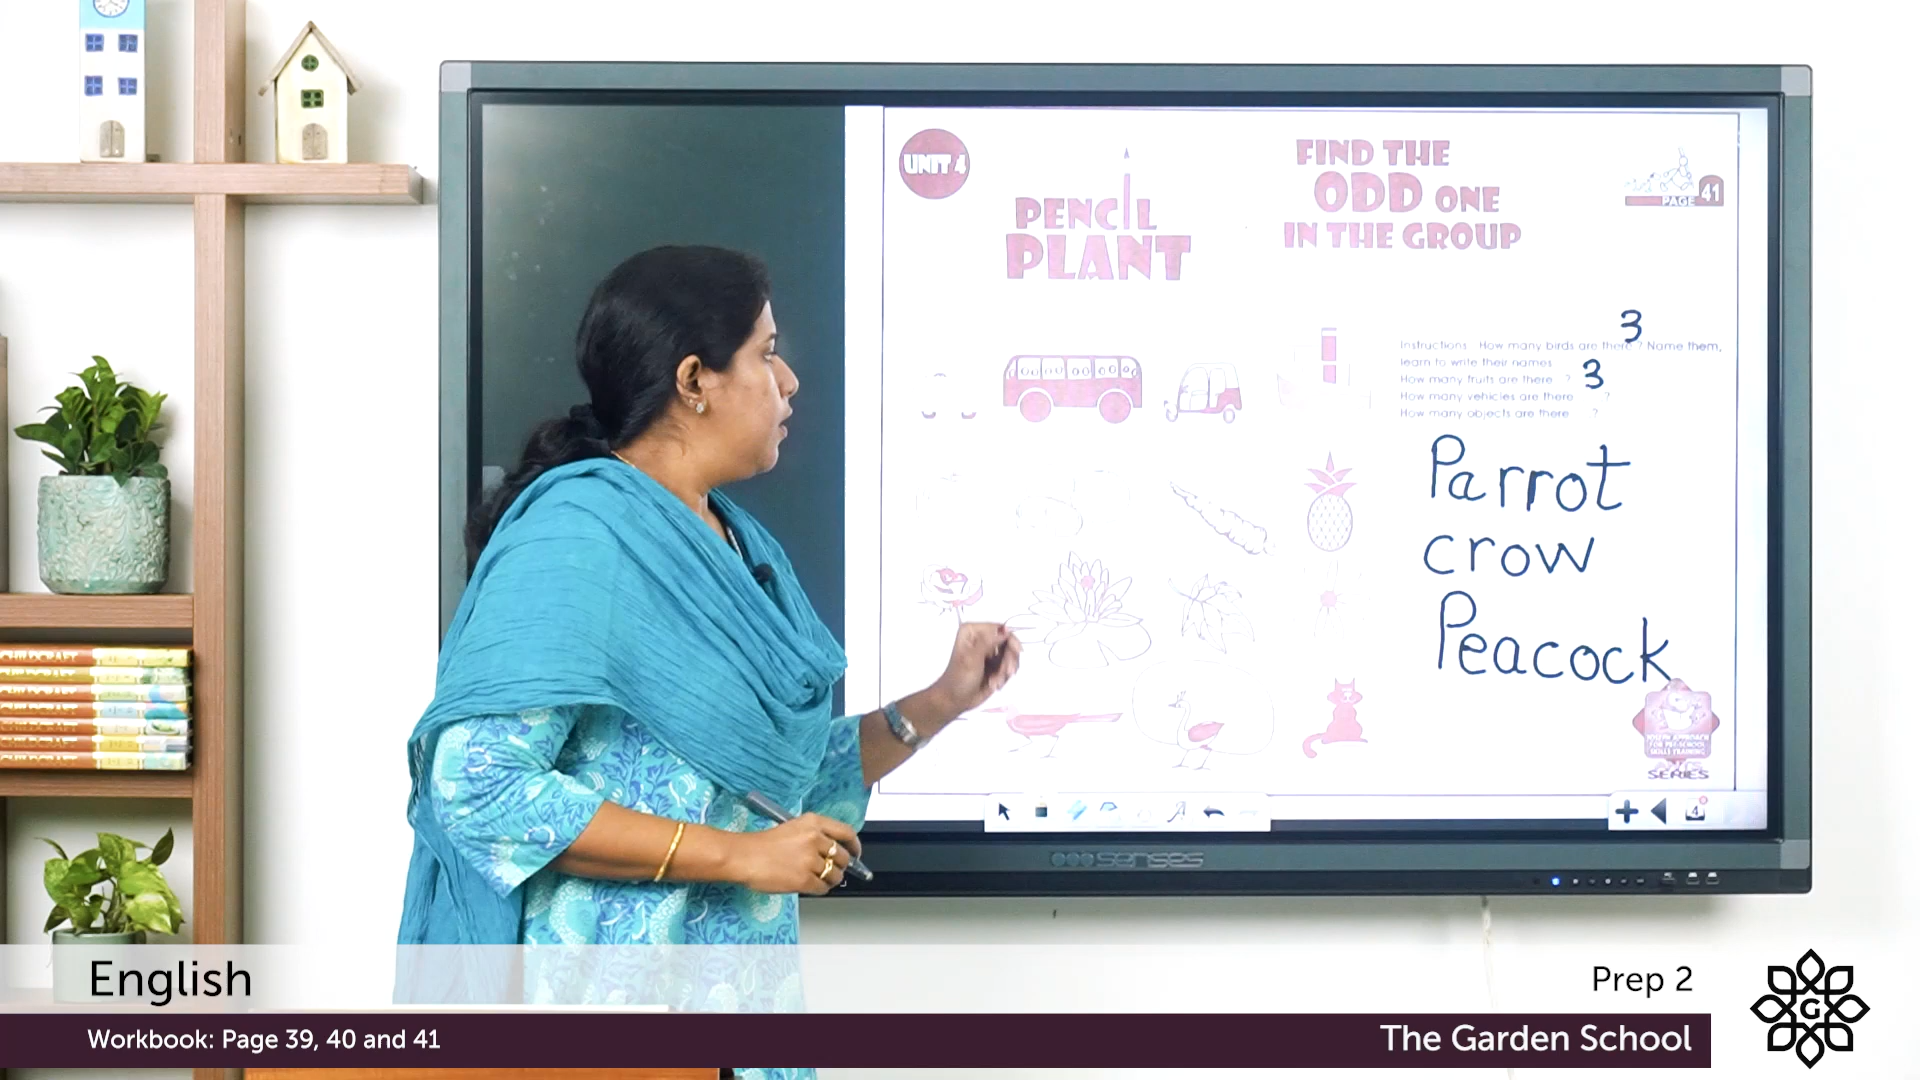 UNIT 4
PENCIL
PLANT
FIND THE
ODD ONE
IN THE GROUP
PAGE 41
3
Instructions How many birds are there ? Name them,
learn to write their names
How many fruits are there ? 3
How many vehicles are there ?
How many objects are there ?
Parrot
crow
Peacock
SERIES
senses
English
Prep 2
Workbook: Page 39, 40 and 41
The Garden School
G